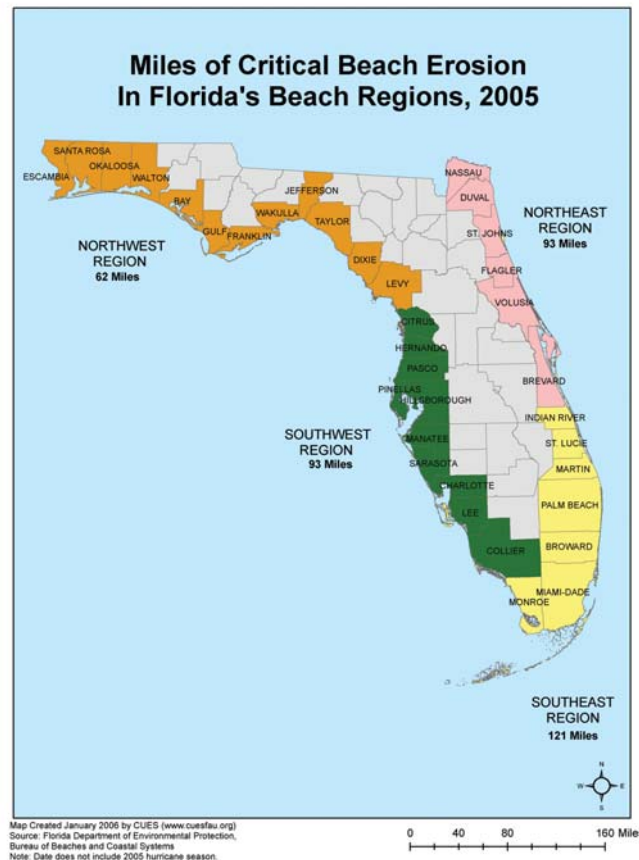 Miles of Critical Beach Erosion
In Florida's Beach Regions, 2005
SANTA ROSA
OKALOOSA
ESCAMBIA
WALTON
BAY
GULF
FRANKLIN
WAKULLA
JEFFERSON
TAYLOR
DIXIE
LEVY
NORTHWEST
REGION
62 Miles
NASSAU
DUVAL
ST. JOHNS
FLAGLER
VOLUSIA
BREVARD
NORTHEAST
REGION
93 Miles
CITRUS
HERNANDO
PASCO
PINELLAS
HILLSBOROUGH
MANATEE
SARASOTA
CHARLOTTE
LEE
COLLIER
SOUTHWEST
REGION
93 Miles
INDIAN RIVER
ST. LUCIE
MARTIN
PALM BEACH
BROWARD
MIAMI-DADE
MONROE
SOUTHEAST
REGION
121 Miles
N
W E
S
Map Created January 2006 by CUES (www.cuesfau.org)
Source: Florida Department of Environmental Protection,
Bureau of Beaches and Coastal Systems
Note: Date does not include 2005 hurricane season.
0 40 80 160 Mile